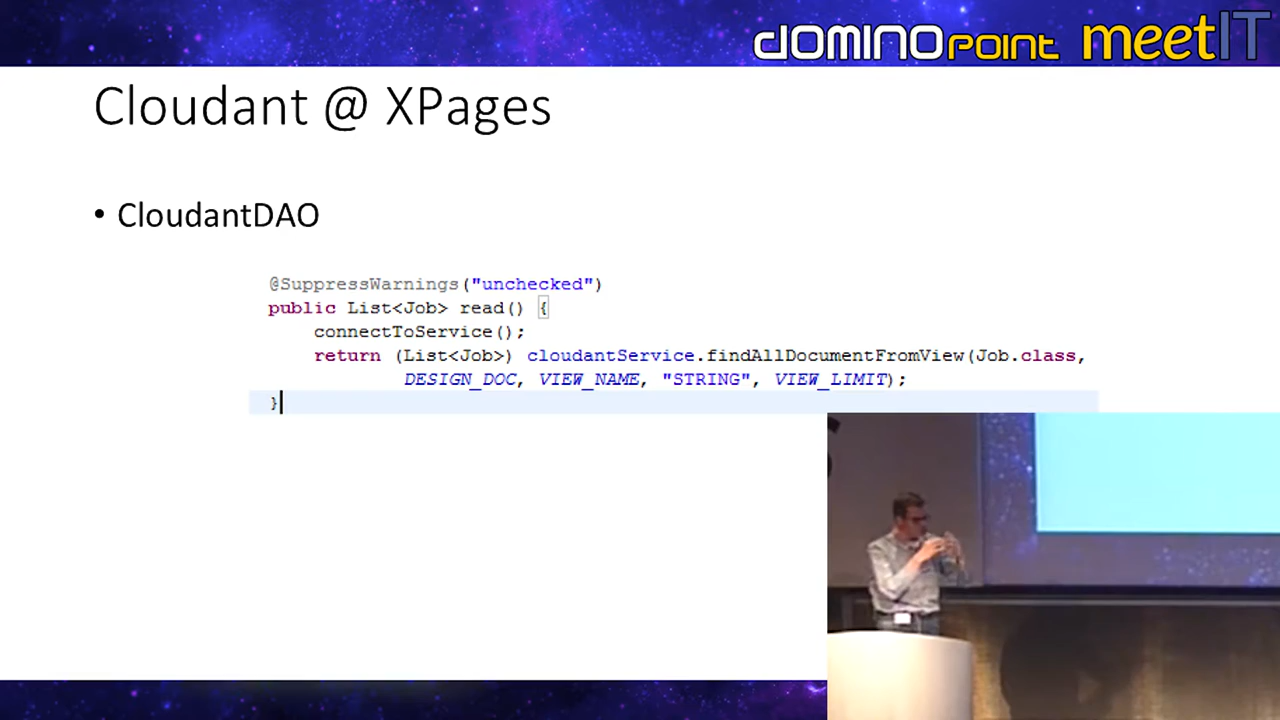 dominopoint meetIT
Cloudant @ XPages
• CloudantDAO
@SuppressWarnings("unchecked")
public List<Job> read() {
connectToService();
return (List<Job>) cloudantService.findAllDocumentFromView(Job.class,
DESIGN_DOC, VIEW_NAME, "STRING", VIEW_LIMIT);
}